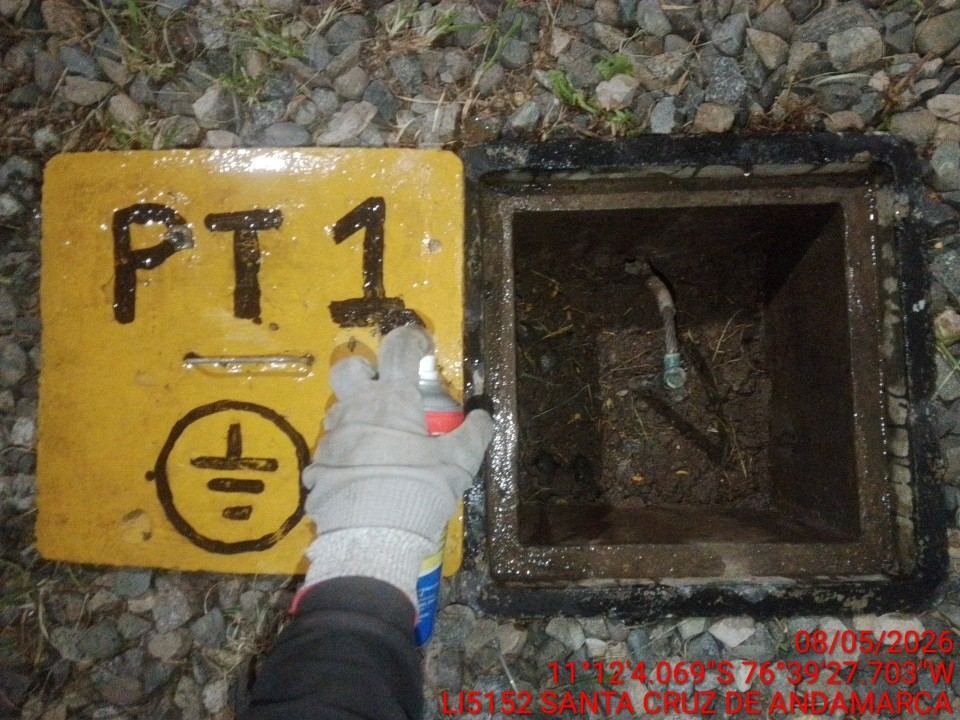 PT 1
08/05/2026
11°12'4.069"S 76°39'27.703"W
LI5152 SANTA CRUZ DE ANDAMARCA